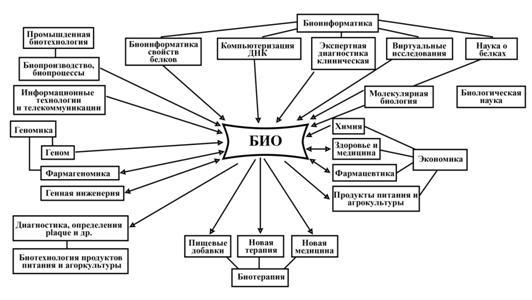 Биоинформатика
Промышленная
биотехнология
Биоинформатика
свойств
белков
Компьютеризация
ДНК
Экспертная
диагностика
клиническая
Виртуальные
исследования
Наука о
белках
Биопроизводство,
биопроцессы
Информационные
технологии
и телекоммуникации
Молекулярная
биология
Биологическая
наука
Геномика
Геном
Фармагеномика
Генная инженерия
БИО
Химия
Здоровье и
медицина
Фармацевтика
Экономика
Продукты питания и
агрокультуры
Диагностика, определения
plaque и др.
Биотехнология продуктов
питания и агоркультуры
Пищевые
добавки
Новая
терапия
Новая
медицина
Биотерапия